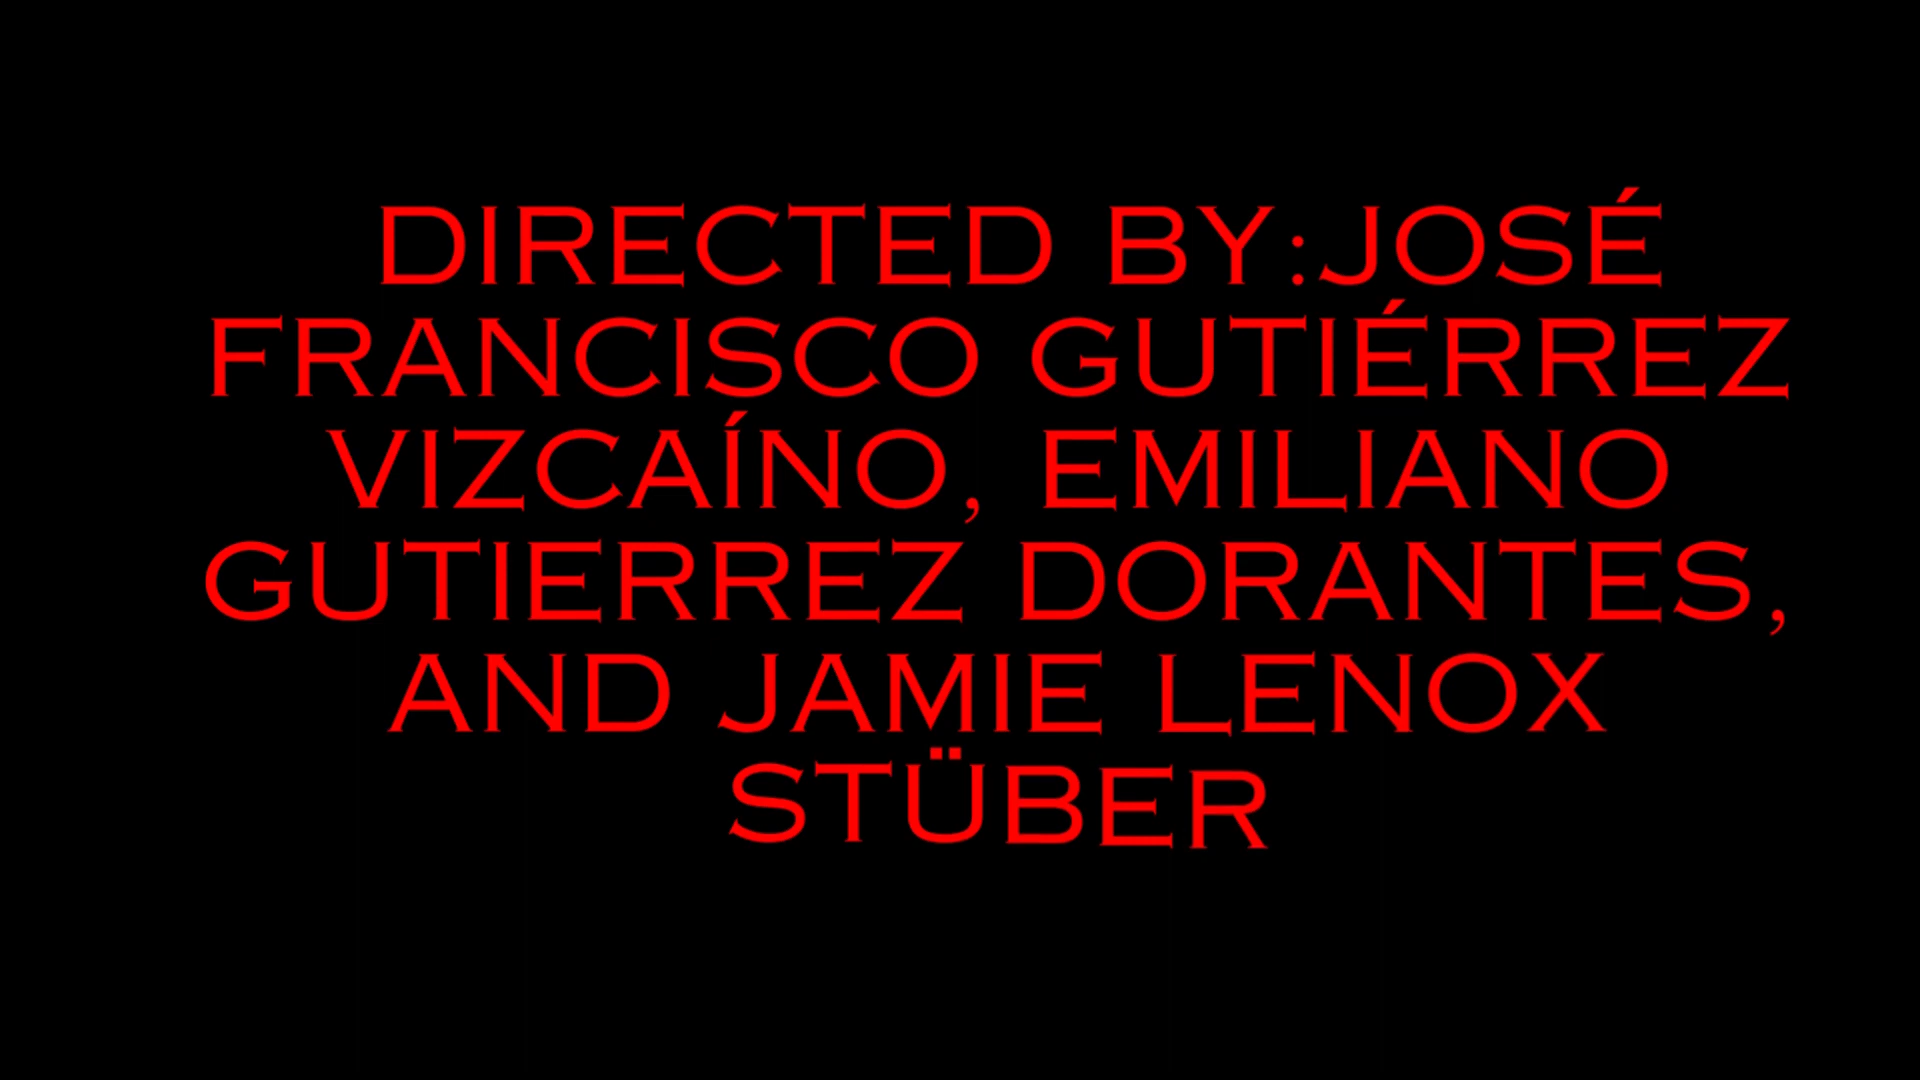 DIRECTED BY:JOSÉ
FRANCISCO GUTIÉRREZ
VIZCAÍNO, EMILIANO
GUTIERREZ DORANTES,
AND JAMIE LENOX
STÜBER